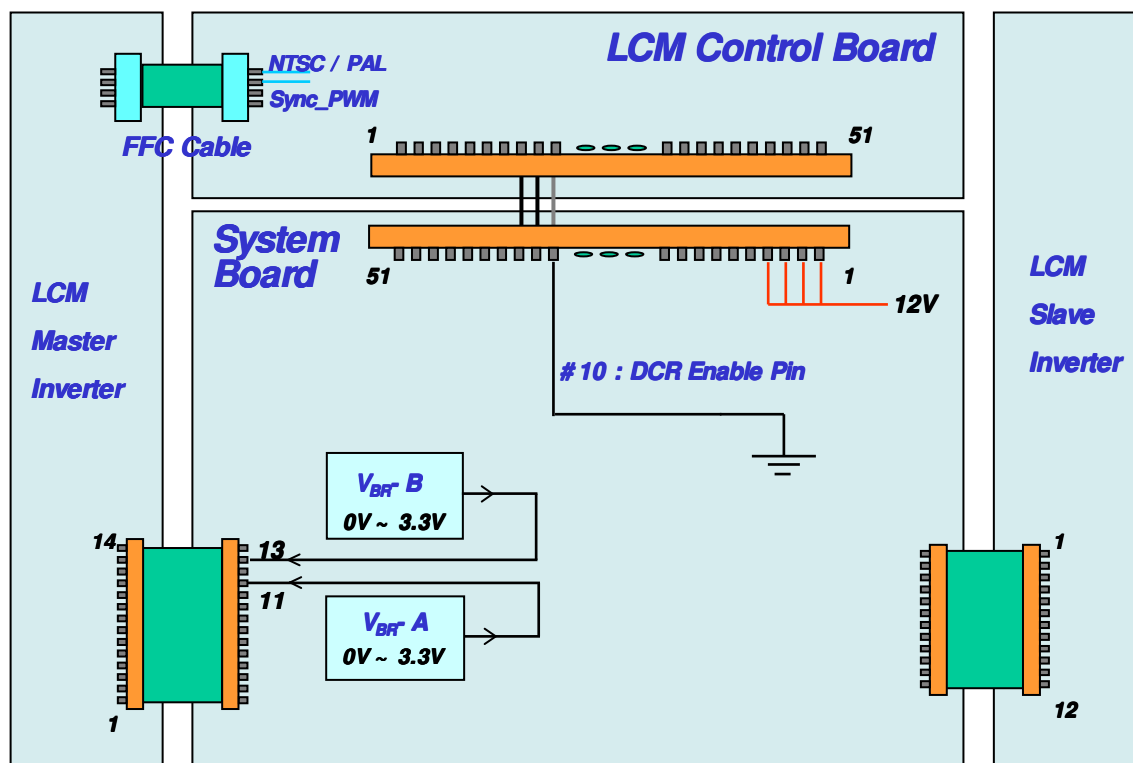 LCM Control Board
NTSC / PAL
Sync_PWM
FFC Cable
1
51
System
Board
51
1
12V
LCM
Master
Inverter
LCM
Slave
Inverter
#10 : DCR Enable Pin
VBR- B
0V ~ 3.3V
14
13
11
VBR- A
0V ~ 3.3V
1
1
12